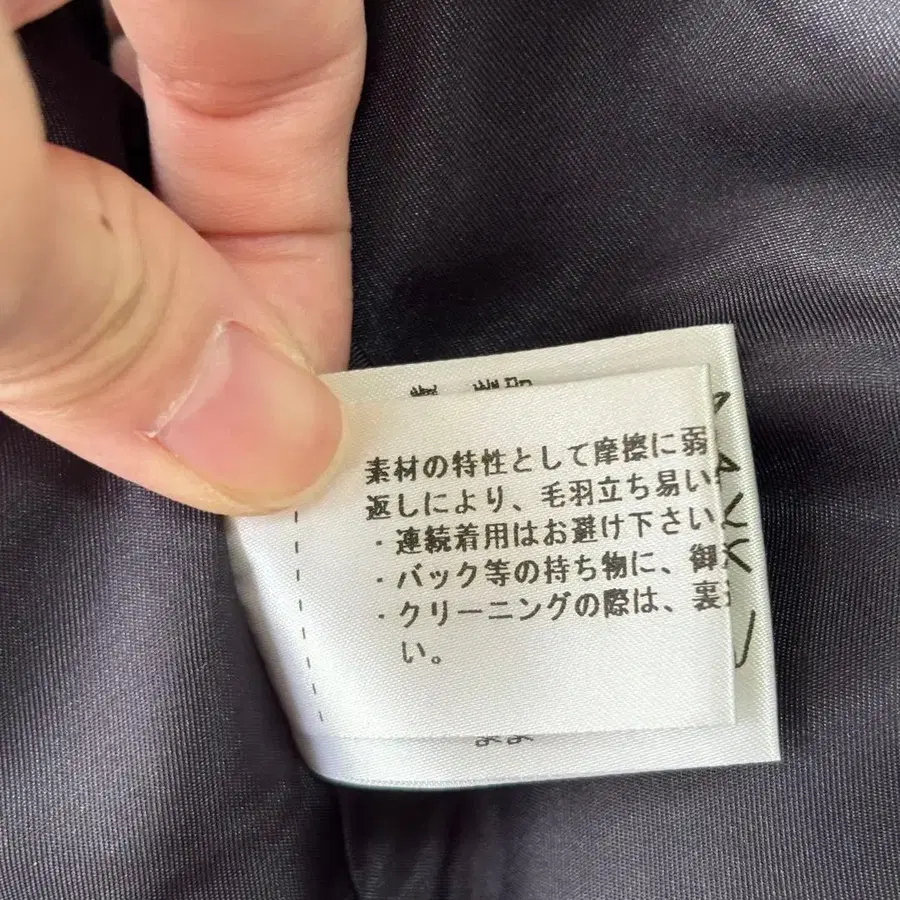 素材の特性として摩擦に弱
返しにより、毛羽立ち易い
・連続着用はお避け下さい
・バック等の持ち物に、御
・クリーニングの際は、裏
い。